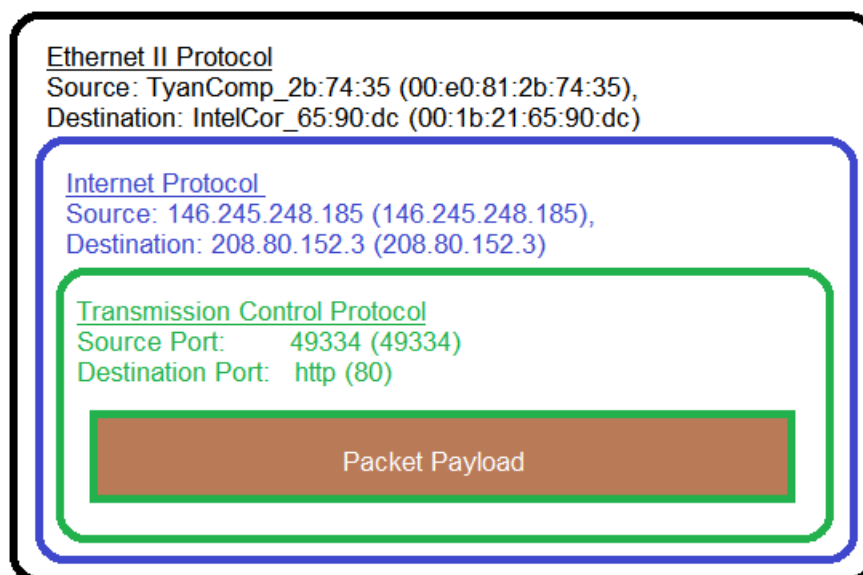 Ethernet II Protocol
Source: TyanComp_2b:74:35 (00:e0:81:2b:74:35),
Destination: IntelCor_65:90:dc (00:1b:21:65:90:dc)
Internet Protocol
Source: 146.245.248.185 (146.245.248.185),
Destination: 208.80.152.3 (208.80.152.3)
Transmission Control Protocol
Source Port: 49334 (49334)
Destination Port: http (80)
Packet Payload